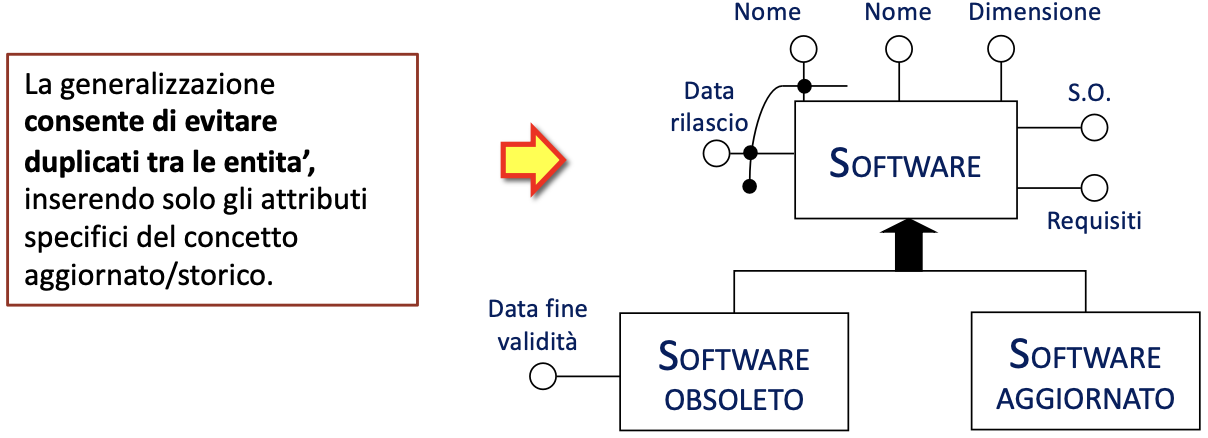 La generalizzazione
consente di evitare
duplicati tra le entita’,
inserendo solo gli attributi
specifici del concetto
aggiornato/storico.
Nome
Nome
Dimensione
Data
rilascio
S.O.
SOFTWARE
Requisiti
Data fine
validità
SOFTWARE
OBSOLETO
SOFTWARE
AGGIORNATO